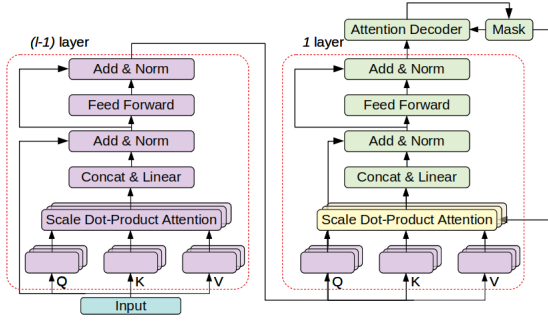 (l-1) layer
Add & Norm
Feed Forward
Add & Norm
Concat & Linear
Scale Dot-Product Attention
Q K V
Input
Attention Decoder Mask
1 layer
Add & Norm
Feed Forward
Add & Norm
Concat & Linear
Scale Dot-Product Attention
Q K V